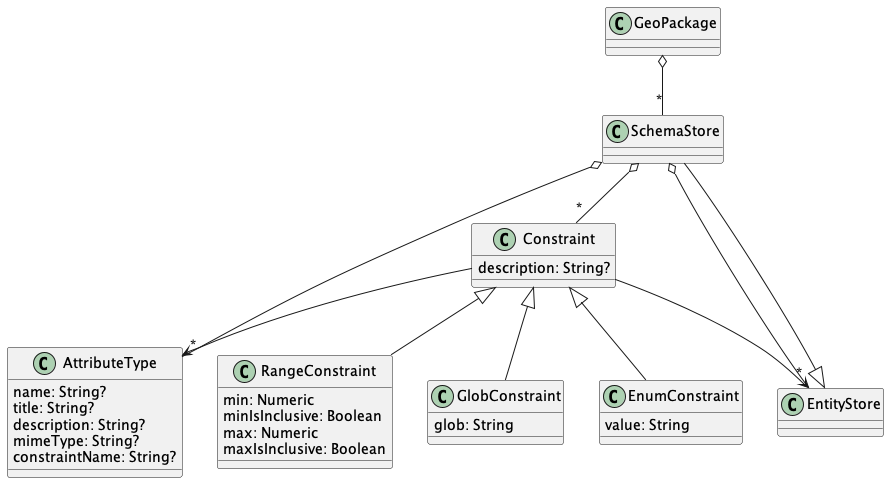 C GeoPackage
*
C SchemaStore
*
C Constraint
description: String?
*
C AttributeType
name: String?
title: String?
description: String?
mimeType: String?
constraintName: String?
C RangeConstraint
min: Numeric
minIsInclusive: Boolean
max: Numeric
maxIsInclusive: Boolean
C GlobConstraint
glob: String
C EnumConstraint
value: String
*
C EntityStore